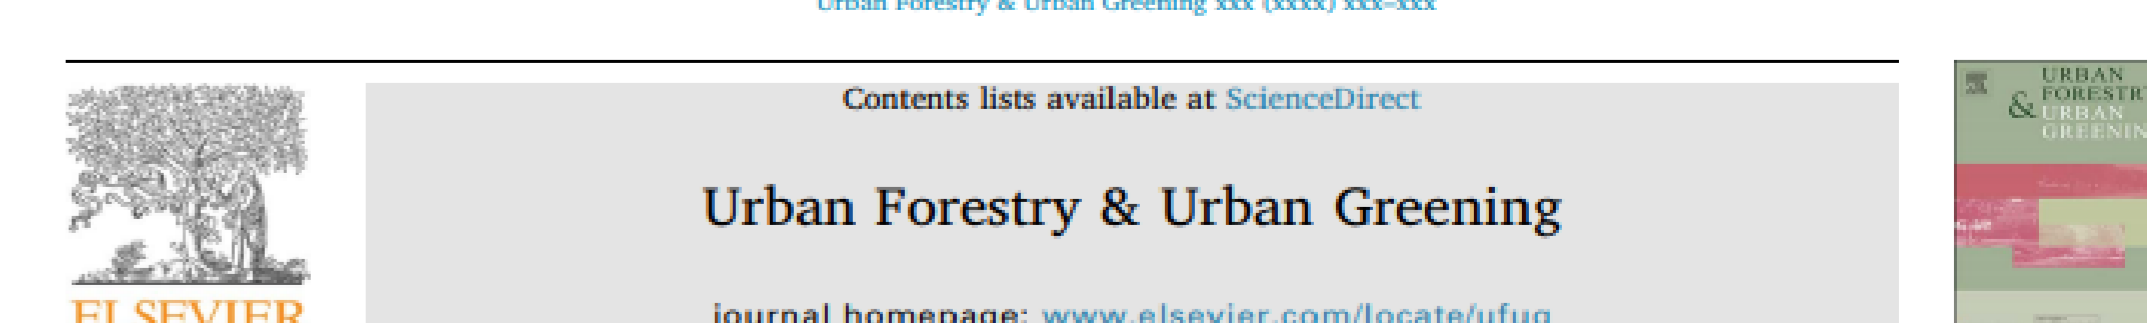 Urban Forestry & Urban Greening xxx (xxxx) xxx–xxx
Contents lists available at ScienceDirect
Urban Forestry & Urban Greening
journal homepage: www.elsevier.com/locate/ufug
ELSEVIER
URBAN
FORESTRY
& URBAN
GREENIN